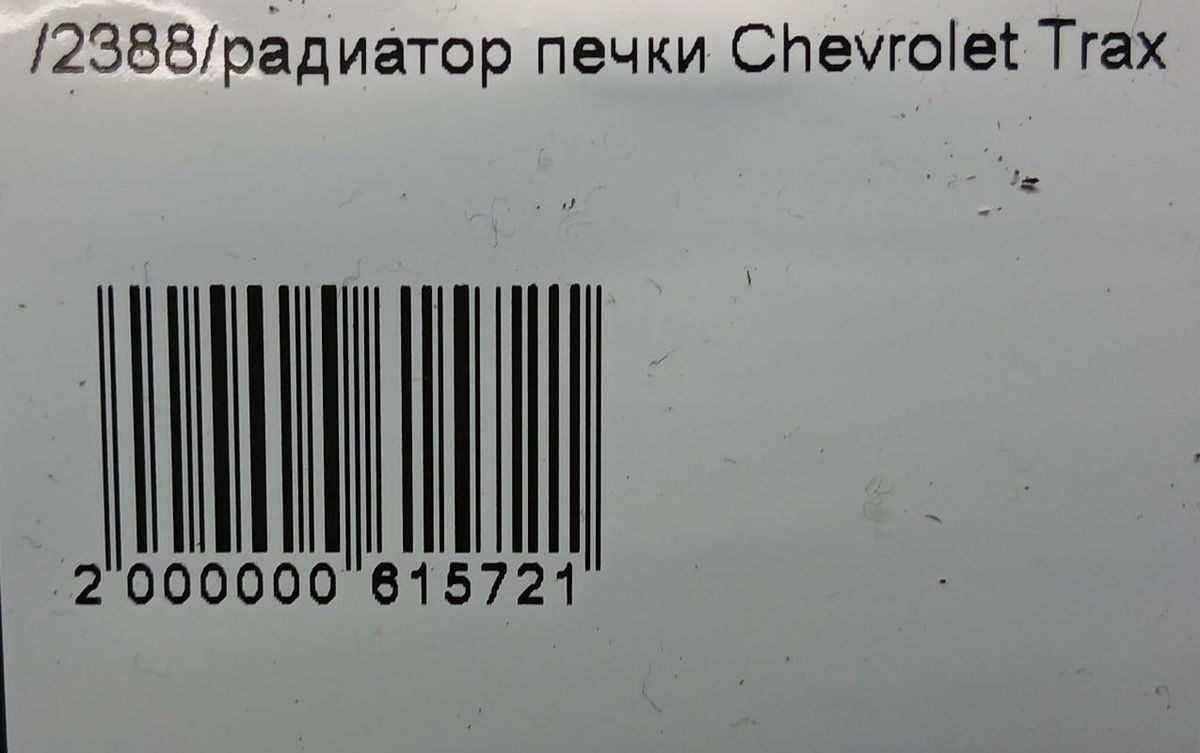 /2388/радиатор печки Chevrolet Trax
2 000000 615721